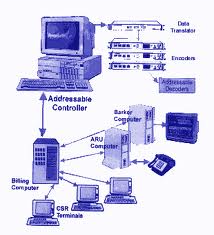 Data
Translator
Encoders
Addressable
Decoders
Addressable
Controller
Barker
Computer
ARU
Computer
Billing
Computer
CSR
Terminals